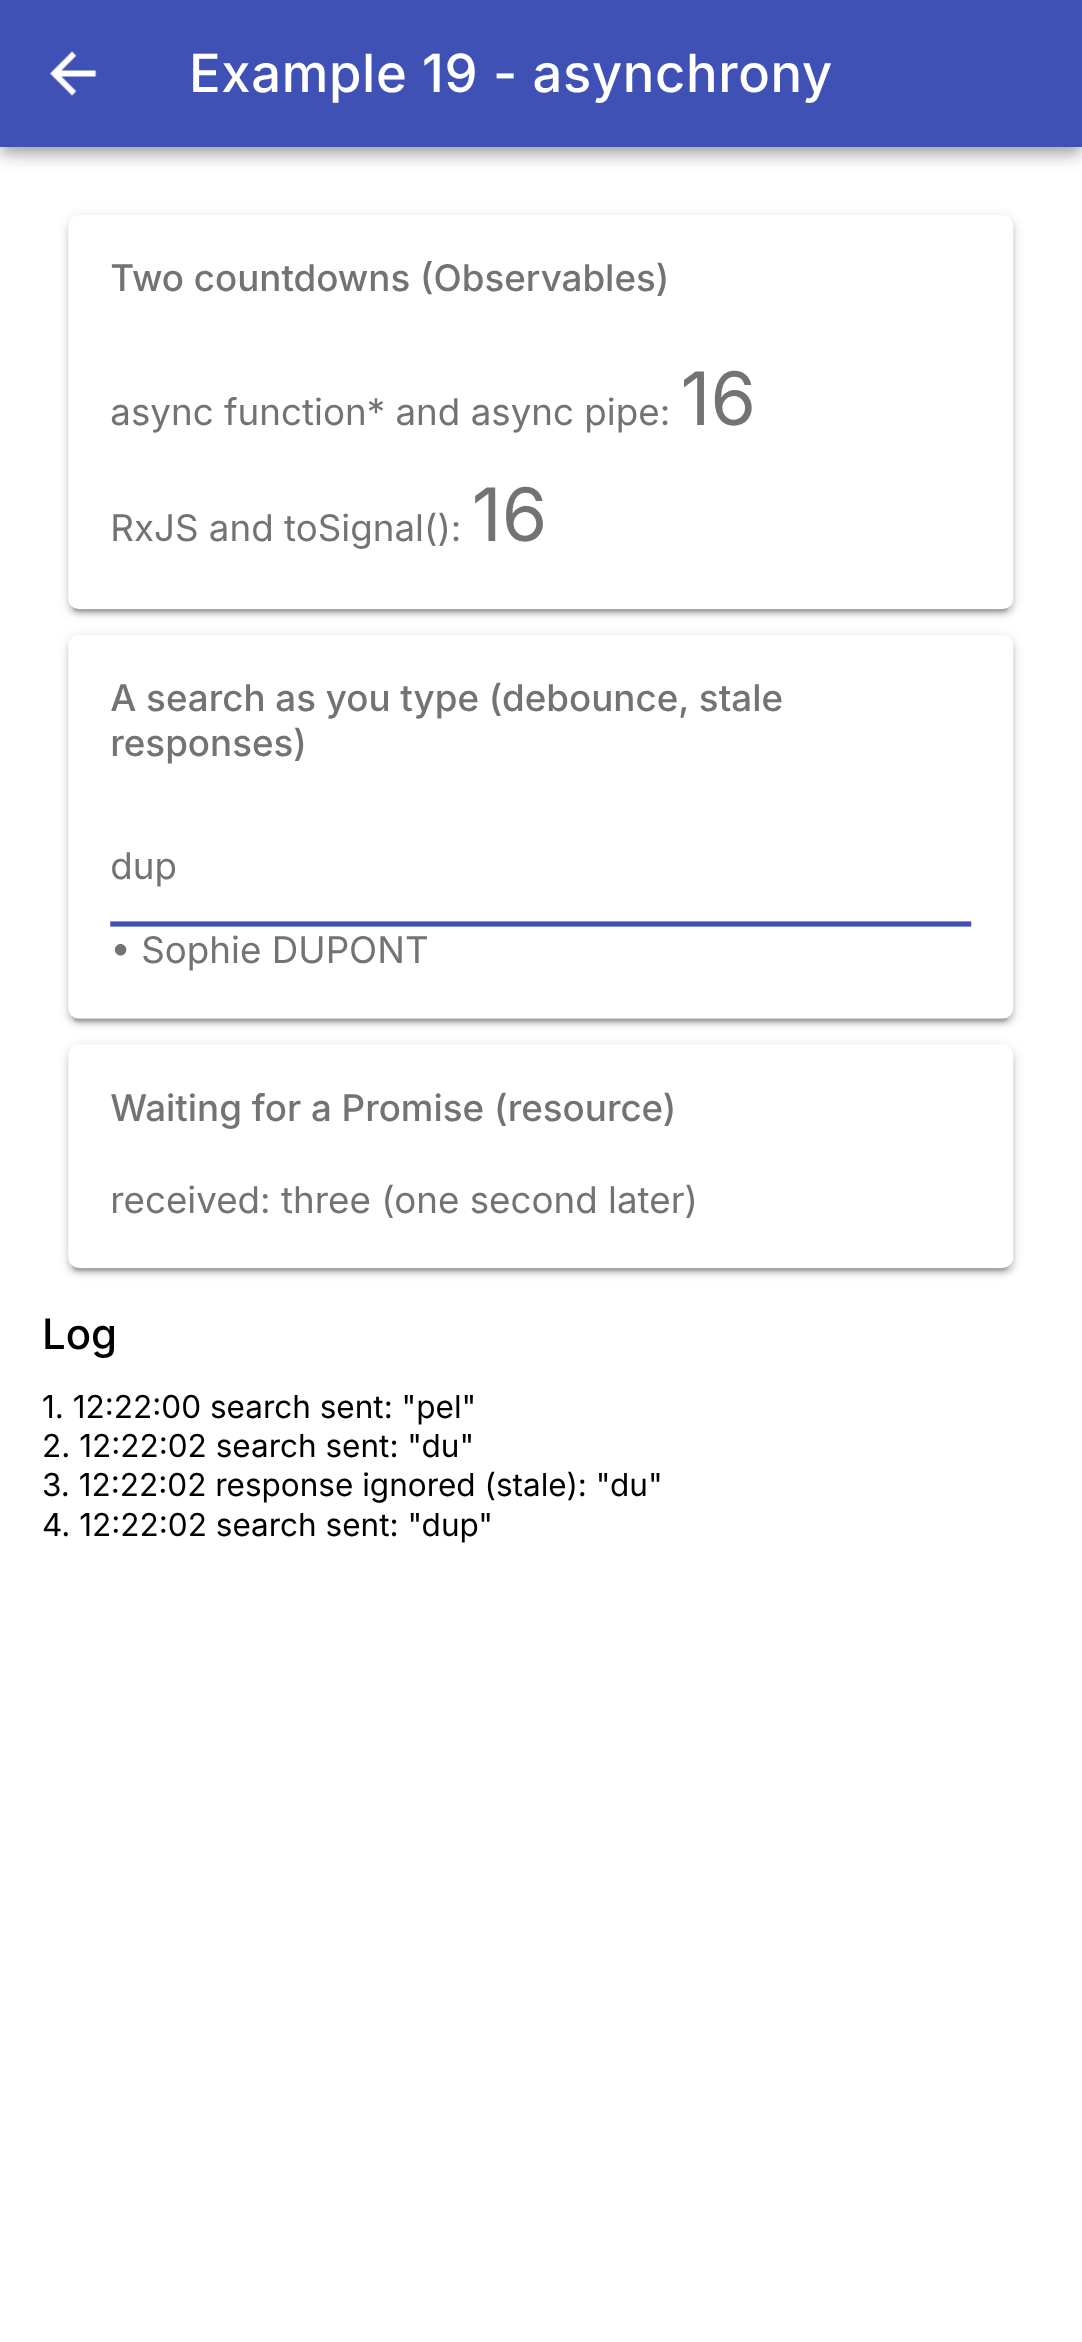 Example 19 - asynchrony
Two countdowns (Observables)
async function* and async pipe: 16
RxJS and toSignal(): 16
A search as you type (debounce, stale
responses)
dup
• Sophie DUPONT
Waiting for a Promise (resource)
received: three (one second later)
Log
1. 12:22:00 search sent: "pel"
2. 12:22:02 search sent: "du"
3. 12:22:02 response ignored (stale): "du"
4. 12:22:02 search sent: "dup"